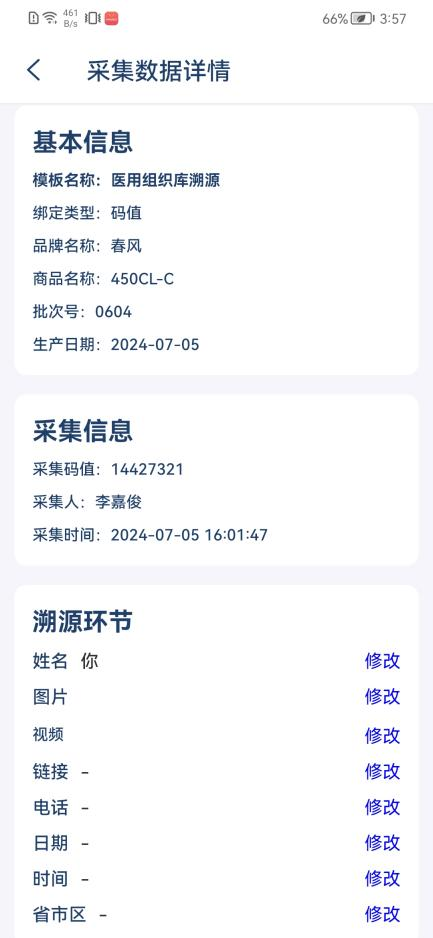 461
B/s
66%
3:57
采集数据详情
基本信息
模板名称：医用组织库溯源
绑定类型：码值
品牌名称：春风
商品名称：450CL-C
批次号：0604
生产日期：2024-07-05
采集信息
采集码值：14427321
采集人：李嘉俊
采集时间：2024-07-05 16:01:47
溯源环节
姓名 你 修改
图片 修改
视频 修改
链接 - 修改
电话 - 修改
日期 - 修改
时间 - 修改
省市区 - 修改